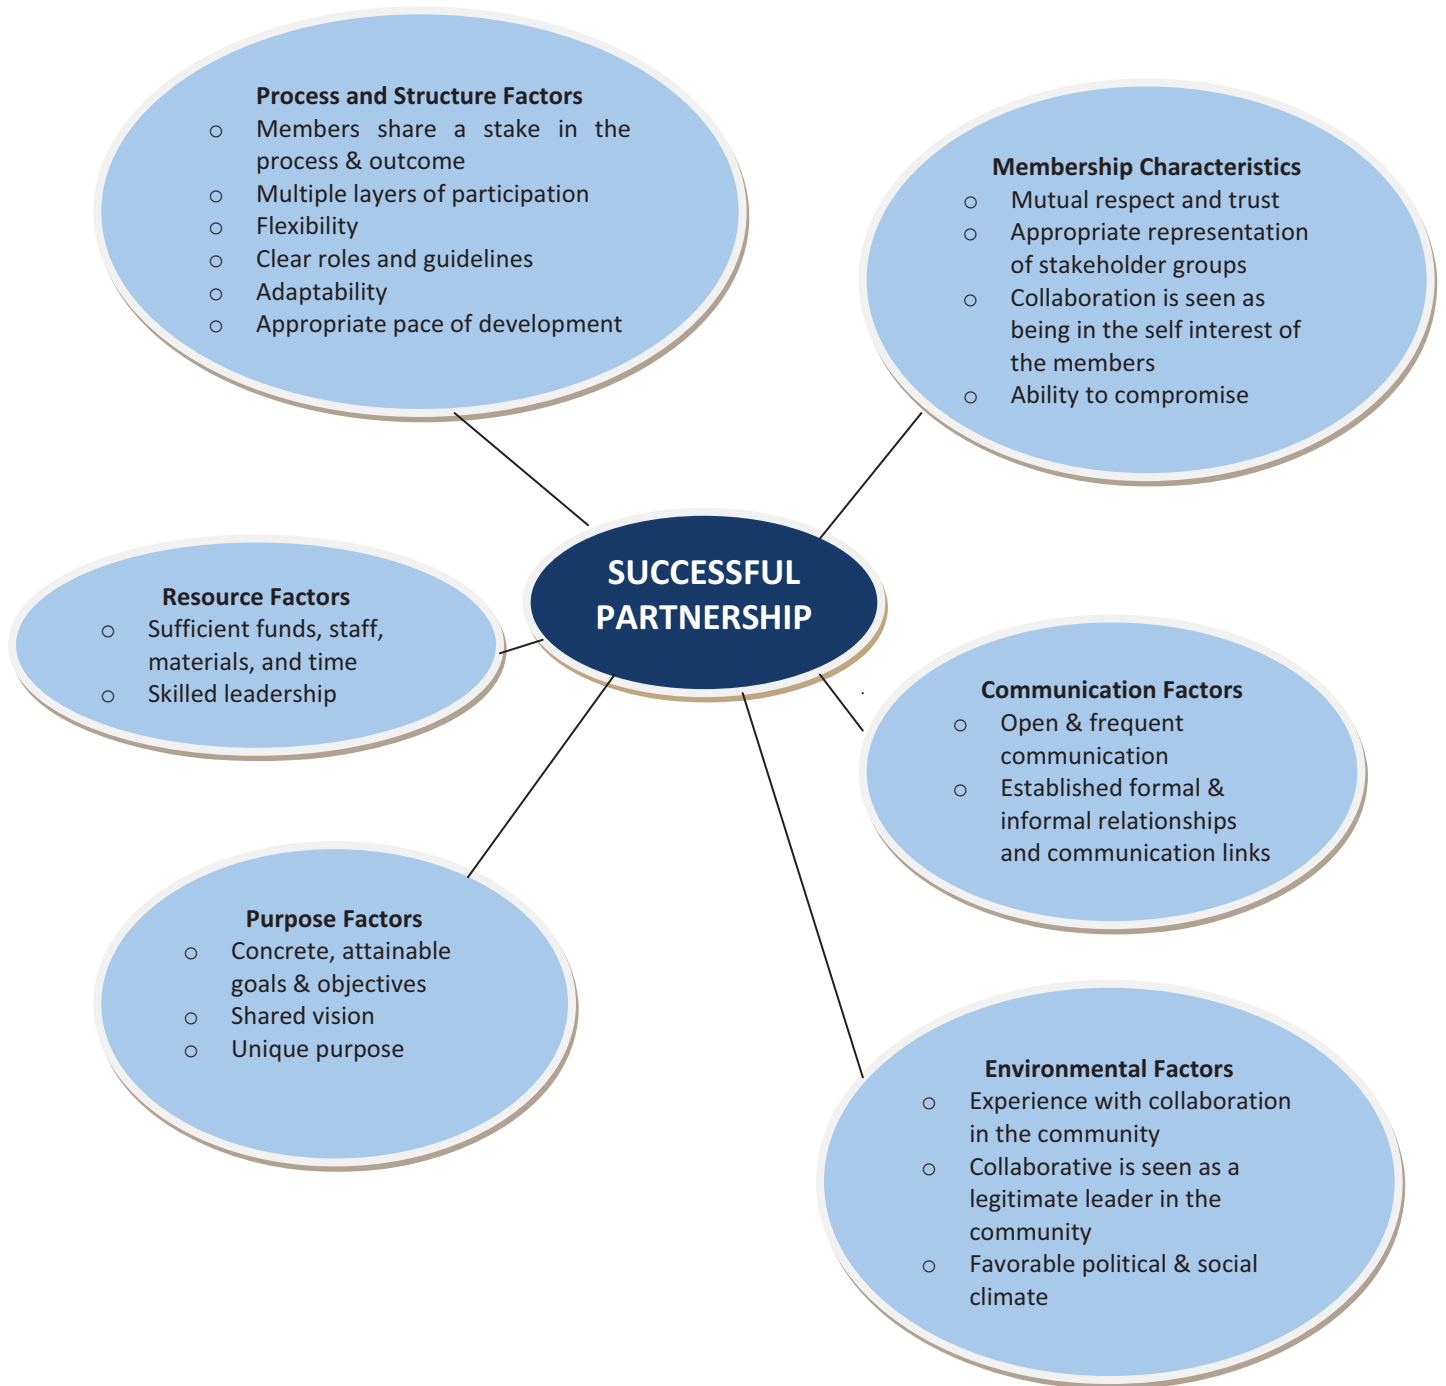 Process and Structure Factors
o Members share a stake in the
process & outcome
o Multiple layers of participation
o Flexibility
o Clear roles and guidelines
o Adaptability
o Appropriate pace of development
Membership Characteristics
o Mutual respect and trust
o Appropriate representation
of stakeholder groups
o Collaboration is seen as
being in the self interest of
the members
o Ability to compromise
SUCCESSFUL
PARTNERSHIP
Resource Factors
o Sufficient funds, staff,
materials, and time
o Skilled leadership
Communication Factors
o Open & frequent
communication
o Established formal &
informal relationships
and communication links
Purpose Factors
o Concrete, attainable
goals & objectives
o Shared vision
o Unique purpose
Environmental Factors
o Experience with collaboration
in the community
o Collaborative is seen as a
legitimate leader in the
community
o Favorable political & social
climate